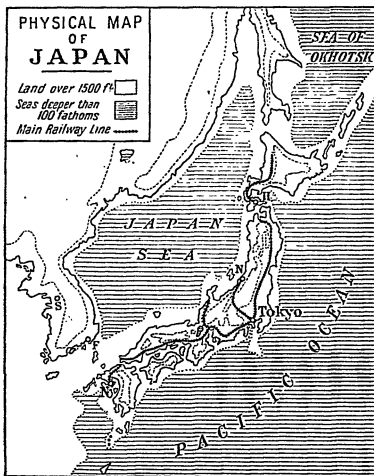 PHYSICAL MAP
OF
JAPAN
Land over 1500 ft
Seas deeper than
100 fathoms
Main Railway Line
SEA OF
OKHOTSK
JAPAN
SEA
H
N
Tokyo
N
PACIFIC OCEAN